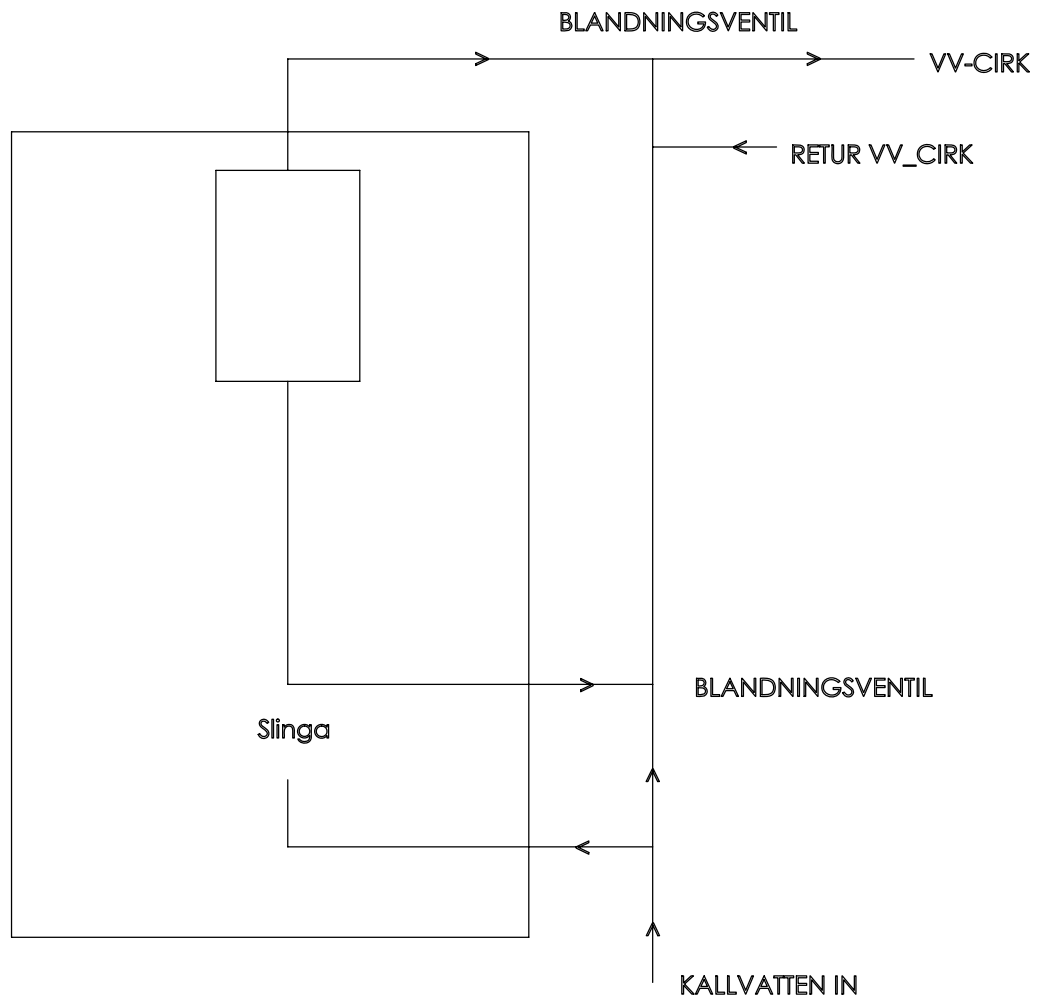 BLANDNINGSVENTIL
VV-CIRK
RETUR VV_CIRK
BLANDNINGSVENTIL
Slinga
KALLVATTEN IN